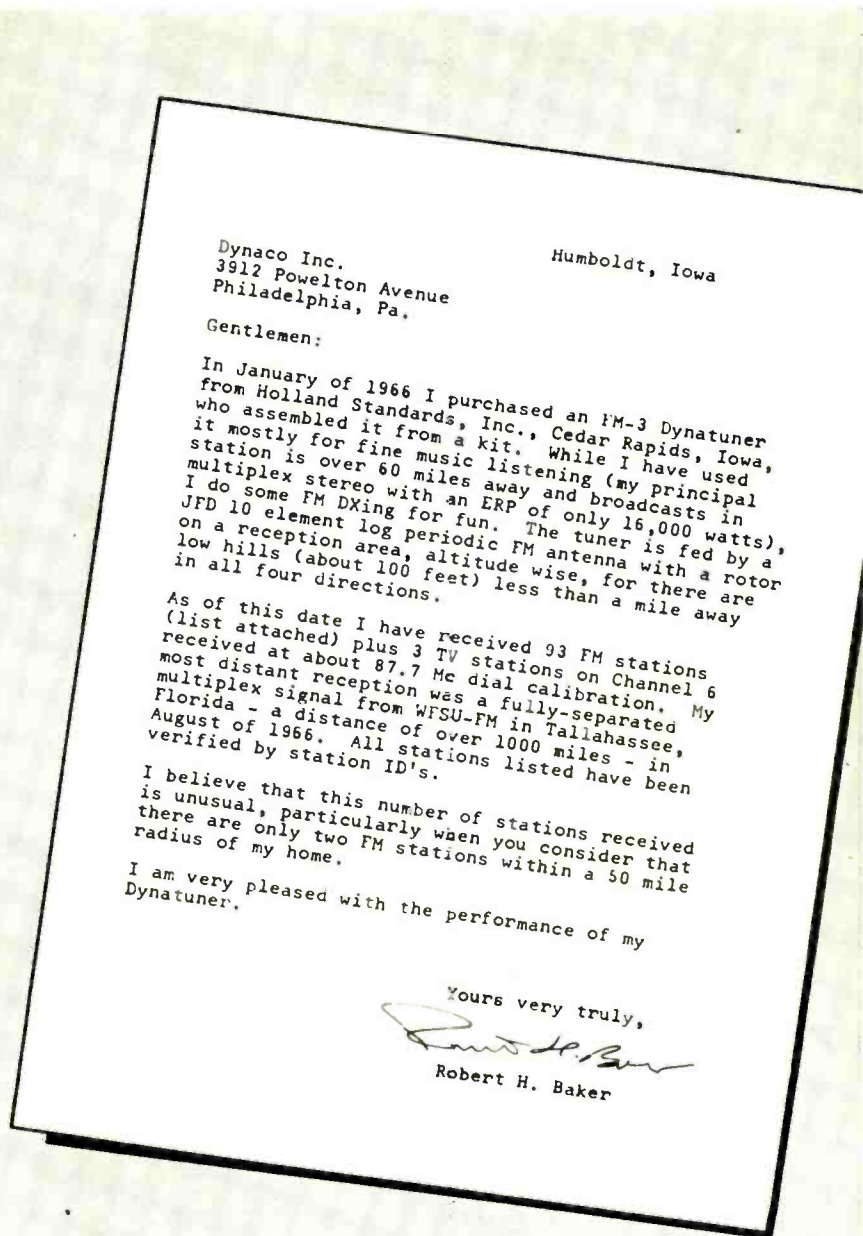 Humboldt, Iowa
Dynaco Inc.
3912 Powelton Avenue
Philadelphia, Pa.
Gentlemen:
In January of 1966 I purchased an FM-3 Dynatuner
from Holland Standards, Inc., Cedar Rapids, Iowa,
who assembled it from a kit. While I have used
it mostly for fine music listening (my principal
station is over 60 miles away and broadcasts in
multiplex stereo with an ERP of only 16,000 watts),
I do some FM DXing for fun. The tuner is fed by a
JFD 10 element log periodic FM antenna with a rotor
on a reception area, altitude wise, for there are
low hills (about 100 feet) less than a mile away
in all four directions.
As of this date I have received 93 FM stations
(list attached) plus 3 TV stations on Channel 6
received at about 87.7 Mc dial calibration. My
most distant reception was a fully-separated
multiplex signal from WFSU-FM in Tallahassee,
Florida - a distance of over 1000 miles - in
August of 1966. All stations listed have been
verified by station ID's.
I believe that this number of stations received
is unusual, particularly when you consider that
there are only two FM stations within a 50 mile
radius of my home.
I am very pleased with the performance of my
Dynatuner.
Yours very truly,
Robert H. Baker
Robert H. Baker